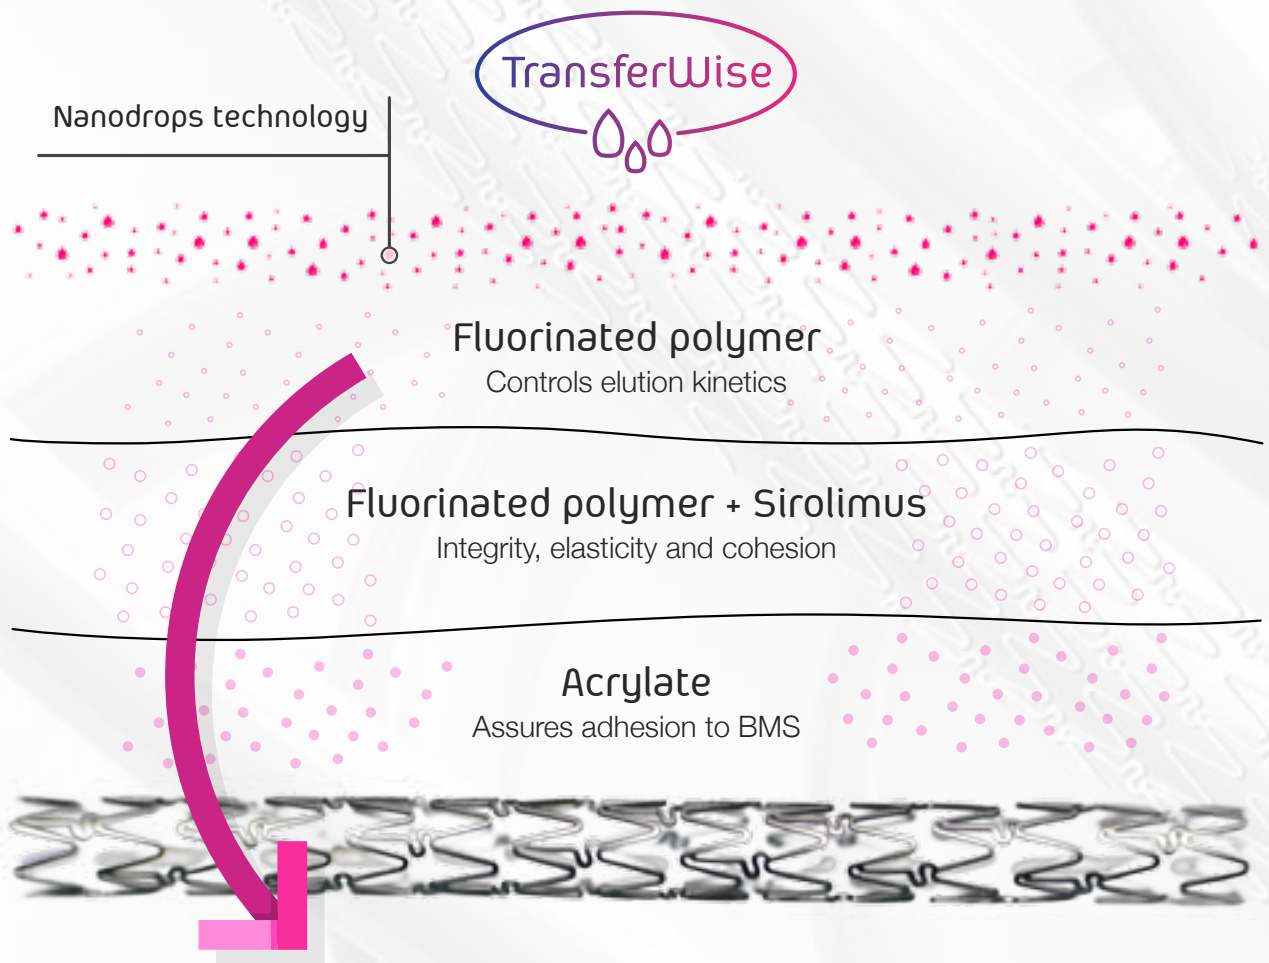 TransferWise
Nanodrops technology
Fluorinated polymer
Controls elution kinetics
Fluorinated polymer + Sirolimus
Integrity, elasticity and cohesion
Acrylate
Assures adhesion to BMS